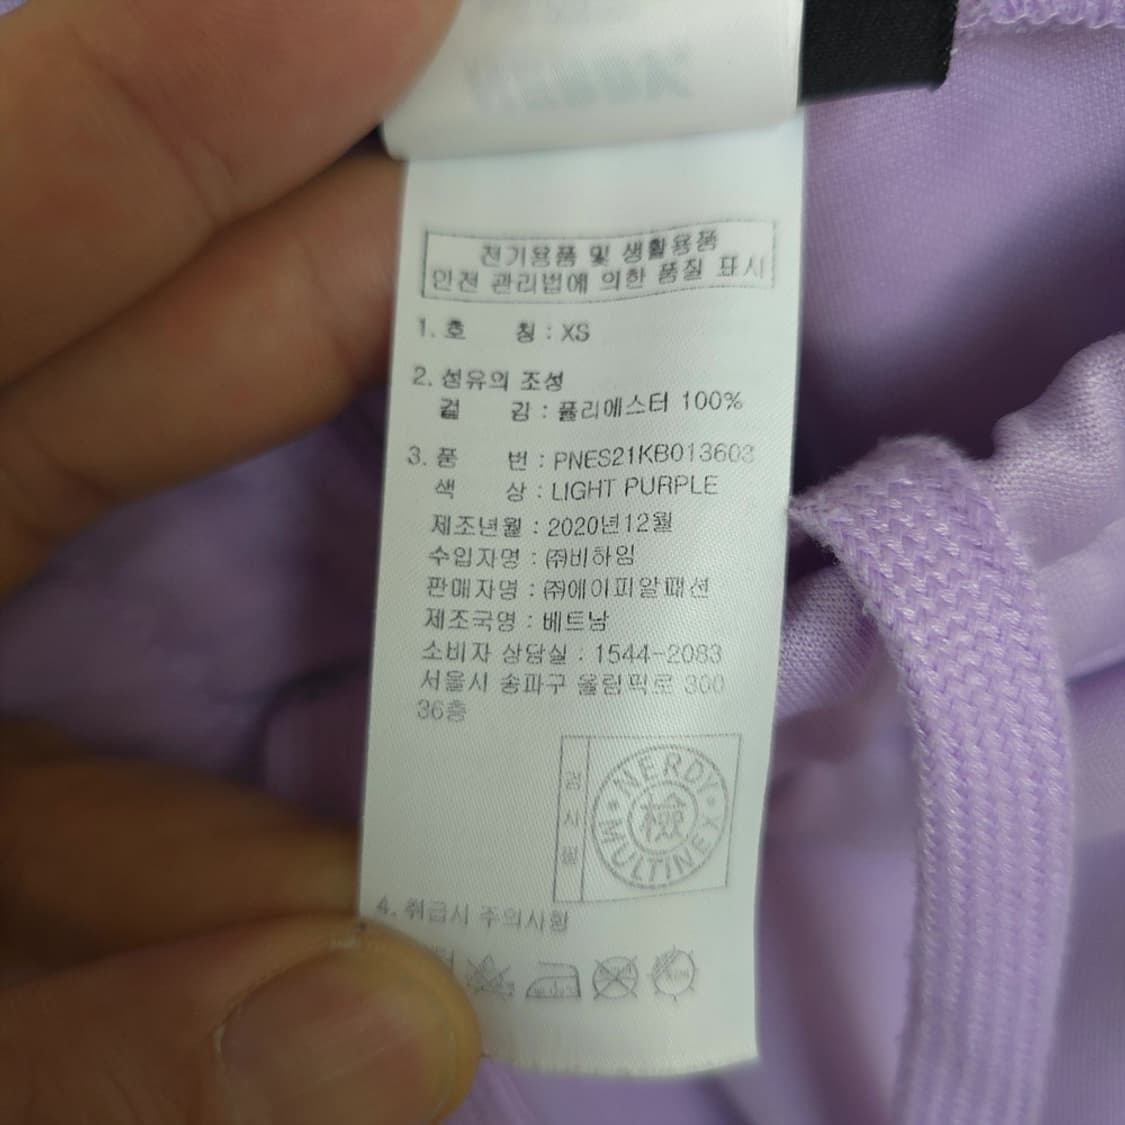 전기용품 및 생활용품
안전 관리법에 의한 품질 표시
1. 호 칭 : XS
2. 섬유의 조성
겉 감 : 폴리에스터 100%
3. 품 번 : PNES21KB013603
색 상 : LIGHT PURPLE
제조년월 : 2020년12월
수입자명 : ㈜비하임
판매자명 : ㈜에이피알패션
제조국명 : 베트남
소비자 상담실 : 1544-2083
서울시 송파구 올림픽로 300
36층
검사필
NERDY
檢
MULTINEX
4. 취급시 주의사항